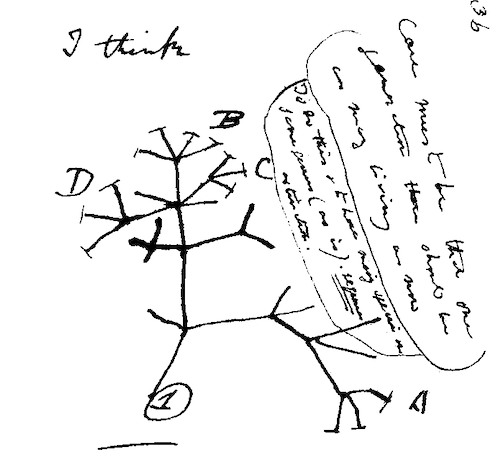 36
I think
Case must be that one
generation then should be
as many living as now
To do this & to have many species in
same genus (as is). requires
extinction.
B
C
D
A
1